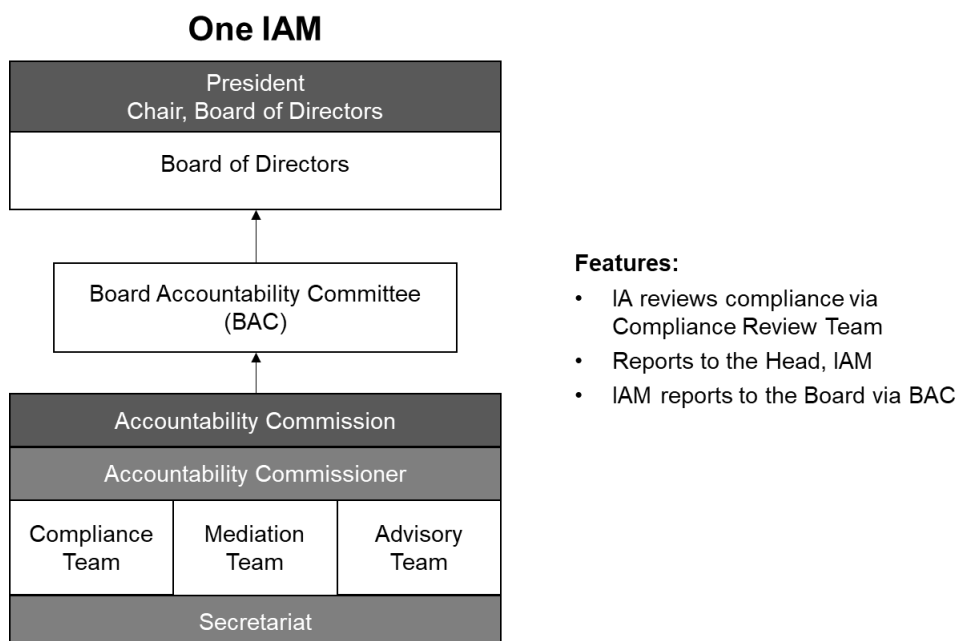 One IAM
President
Chair, Board of Directors
Board of Directors
Board Accountability Committee
(BAC)
Accountability Commission
Accountability Commissioner
Compliance
Team
Mediation
Team
Advisory
Team
Secretariat
Features:
• IA reviews compliance via
Compliance Review Team
• Reports to the Head, IAM
• IAM reports to the Board via BAC